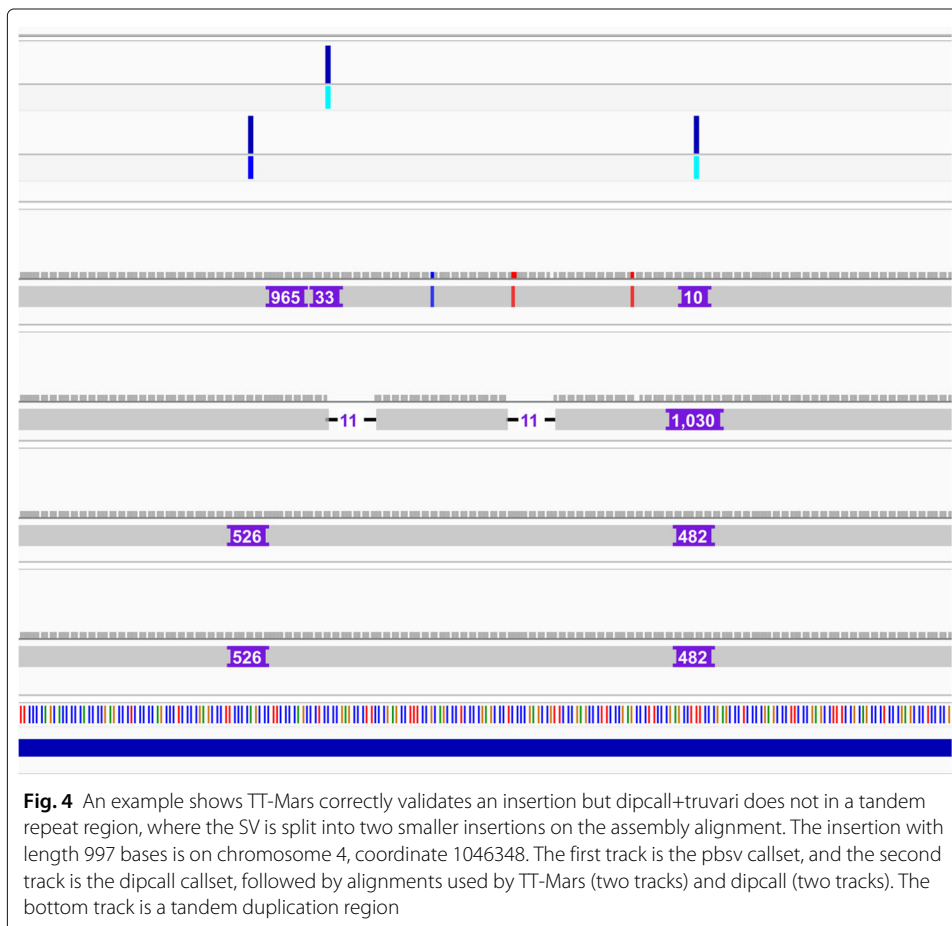 965 33 10
11 11 1,030
526 482
526 482
Fig. 4 An example shows TT-Mars correctly validates an insertion but dipcall+truvari does not in a tandem
repeat region, where the SV is split into two smaller insertions on the assembly alignment. The insertion with
length 997 bases is on chromosome 4, coordinate 1046348. The first track is the pbsv callset, and the second
track is the dipcall callset, followed by alignments used by TT-Mars (two tracks) and dipcall (two tracks). The
bottom track is a tandem duplication region